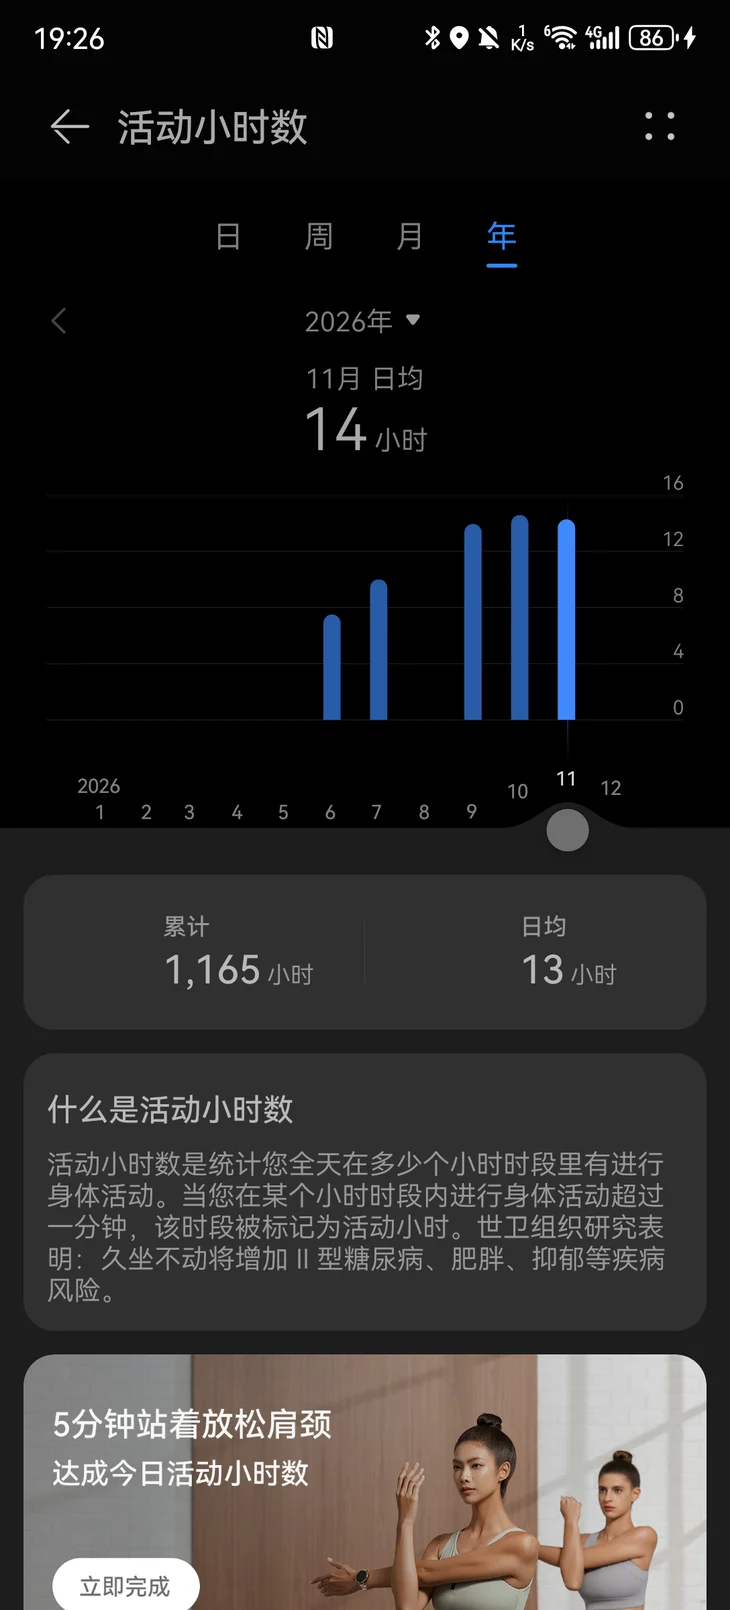 19:26
1
K/s
6
4G
86
活动小时数
日 周 月 年
2026年
11月 日均
14 小时
16
12
8
4
0
2026
1 2 3 4 5 6 7 8 9 10 11 12
累计 日均
1,165 小时 13 小时
什么是活动小时数
活动小时数是统计您全天在多少个小时时段里有进行
身体活动。当您在某个小时时段内进行身体活动超过
一分钟，该时段被标记为活动小时。世卫组织研究表
明：久坐不动将增加 II 型糖尿病、肥胖、抑郁等疾病
风险。
5分钟站着放松肩颈
达成今日活动小时数
立即完成